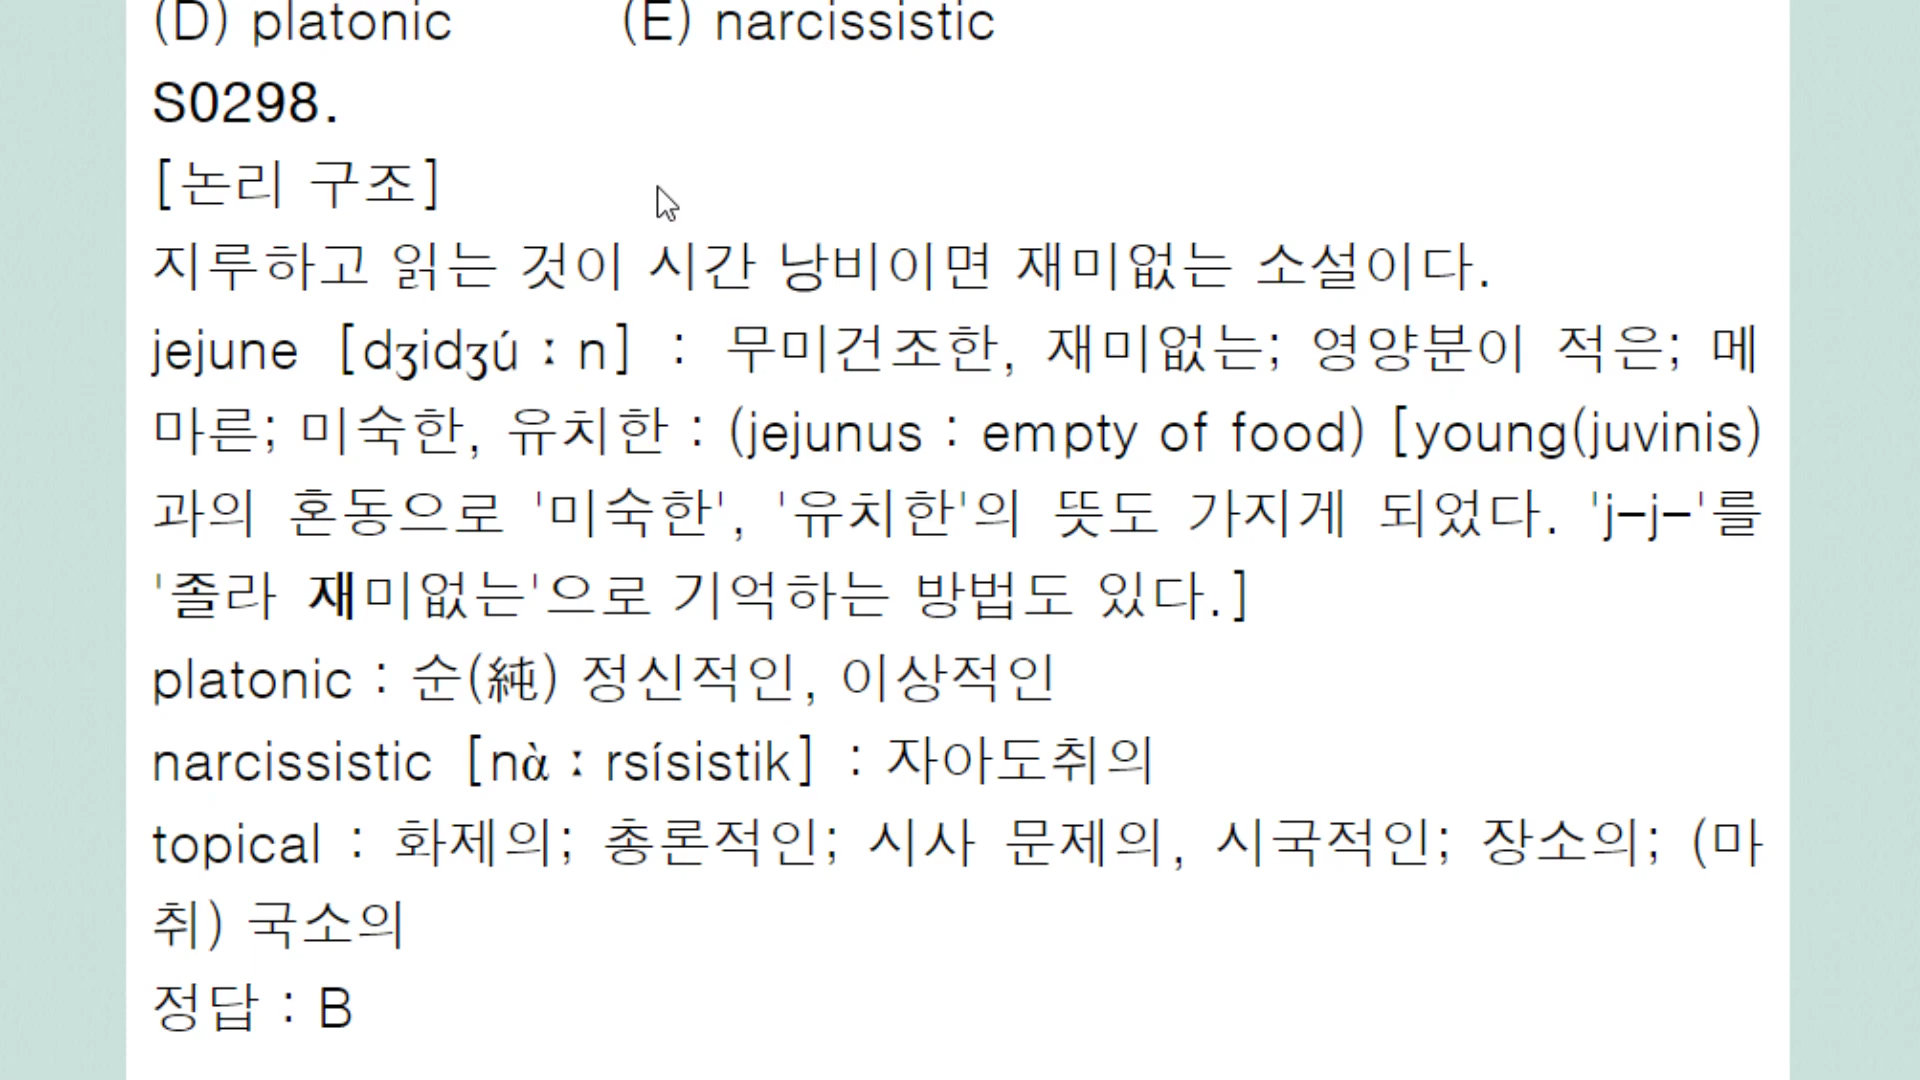 (D) platonic (E) narcissistic
S0298.
[논리 구조]
지루하고 읽는 것이 시간 낭비이면 재미없는 소설이다.
jejune [dʒidʒúːn] : 무미건조한, 재미없는; 영양분이 적은; 메
마른; 미숙한, 유치한 : (jejunus : empty of food) [young(juvinis)
과의 혼동으로 '미숙한', '유치한'의 뜻도 가지게 되었다. 'j-j-'를
'졸라 재미없는'으로 기억하는 방법도 있다.]
platonic : 순(純) 정신적인, 이상적인
narcissistic [nὰːrsísistik] : 자아도취의
topical : 화제의; 총론적인; 시사 문제의, 시국적인; 장소의; (마
취) 국소의
정답 : B